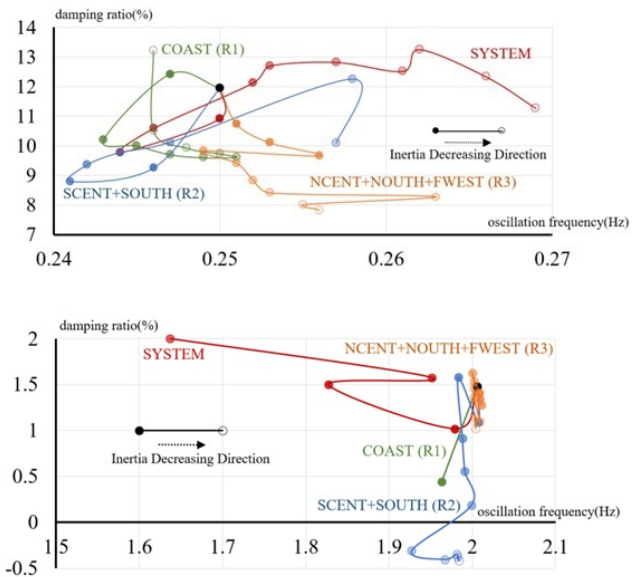 damping ratio(%)
14
13
12
11
10
9
8
7
COAST (R1)
SYSTEM
Inertia Decreasing Direction
SCENT+SOUTH (R2)
NCENT+NOUTH+FWEST (R3)
oscillation frequency(Hz)
0.24 0.25 0.26 0.27
damping ratio(%)
2
1.5
1
0.5
0
-0.5
SYSTEM
NCENT+NOUTH+FWEST (R3)
Inertia Decreasing Direction
COAST (R1)
SCENT+SOUTH (R2)
oscillation frequency(Hz)
1.5 1.6 1.7 1.8 1.9 2 2.1